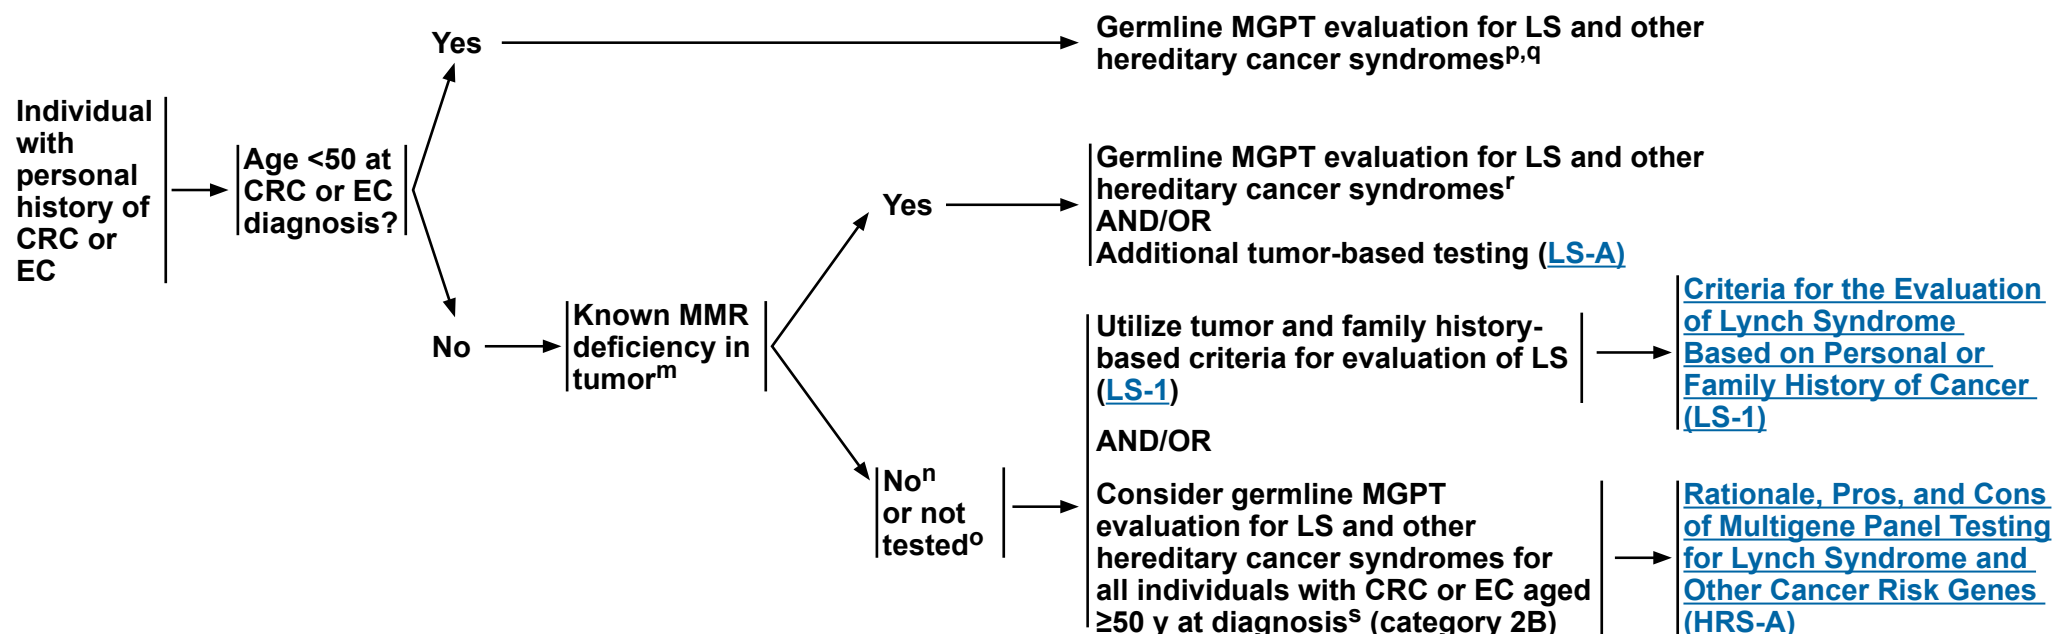 Individual
with
personal
history of
CRC or
EC
Age <50 at
CRC or EC
diagnosis?
Yes
Germline MGPT evaluation for LS and other
hereditary cancer syndromesp,q
No
Known MMR
deficiency in
tumorm
Yes
Germline MGPT evaluation for LS and other
hereditary cancer syndromesr
AND/OR
Additional tumor-based testing (LS-A)
No n
or not
testedo
Utilize tumor and family history-
based criteria for evaluation of LS
(LS-1)
AND/OR
Consider germline MGPT
evaluation for LS and other
hereditary cancer syndromes for
all individuals with CRC or EC aged
≥50 y at diagnosiss (category 2B)
Criteria for the Evaluation
of Lynch Syndrome
Based on Personal or
Family History of Cancer
(LS-1)
Rationale, Pros, and Cons
of Multigene Panel Testing
for Lynch Syndrome and
Other Cancer Risk Genes
(HRS-A)